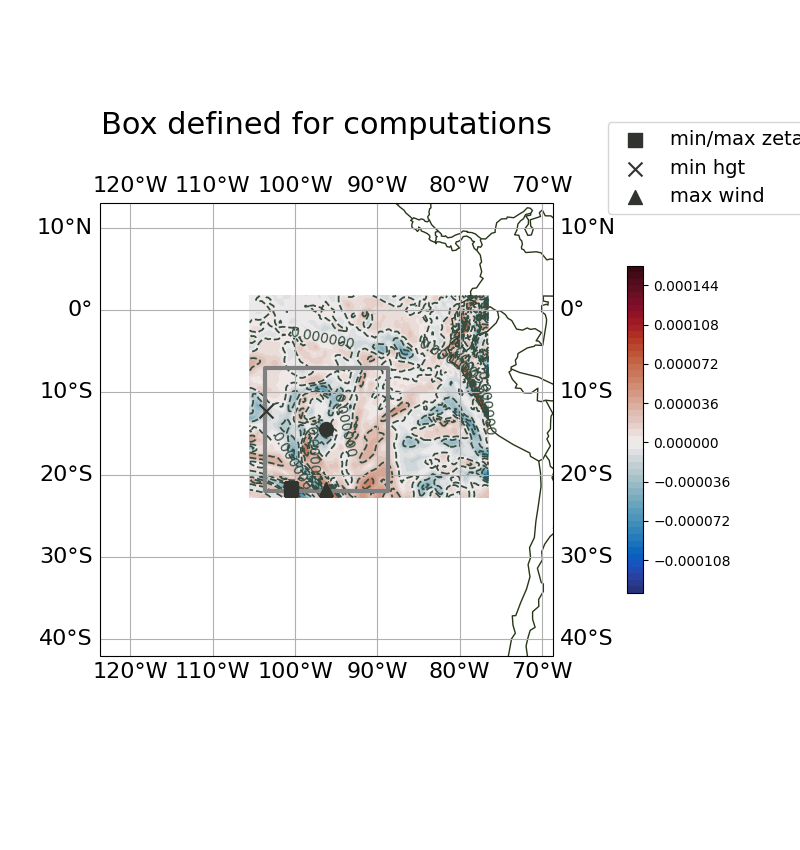 Box defined for computations
min/max zeta
min hgt
max wind
120°W 110°W 100°W 90°W 80°W 70°W
10°N 10°N
0° 0°
10°S 10°S
20°S 20°S
30°S 30°S
40°S 40°S
120°W 110°W 100°W 90°W 80°W 70°W
0.000000
0.000144
0.000108
0.000072
0.000036
0.000000
−0.000036
−0.000072
−0.000108